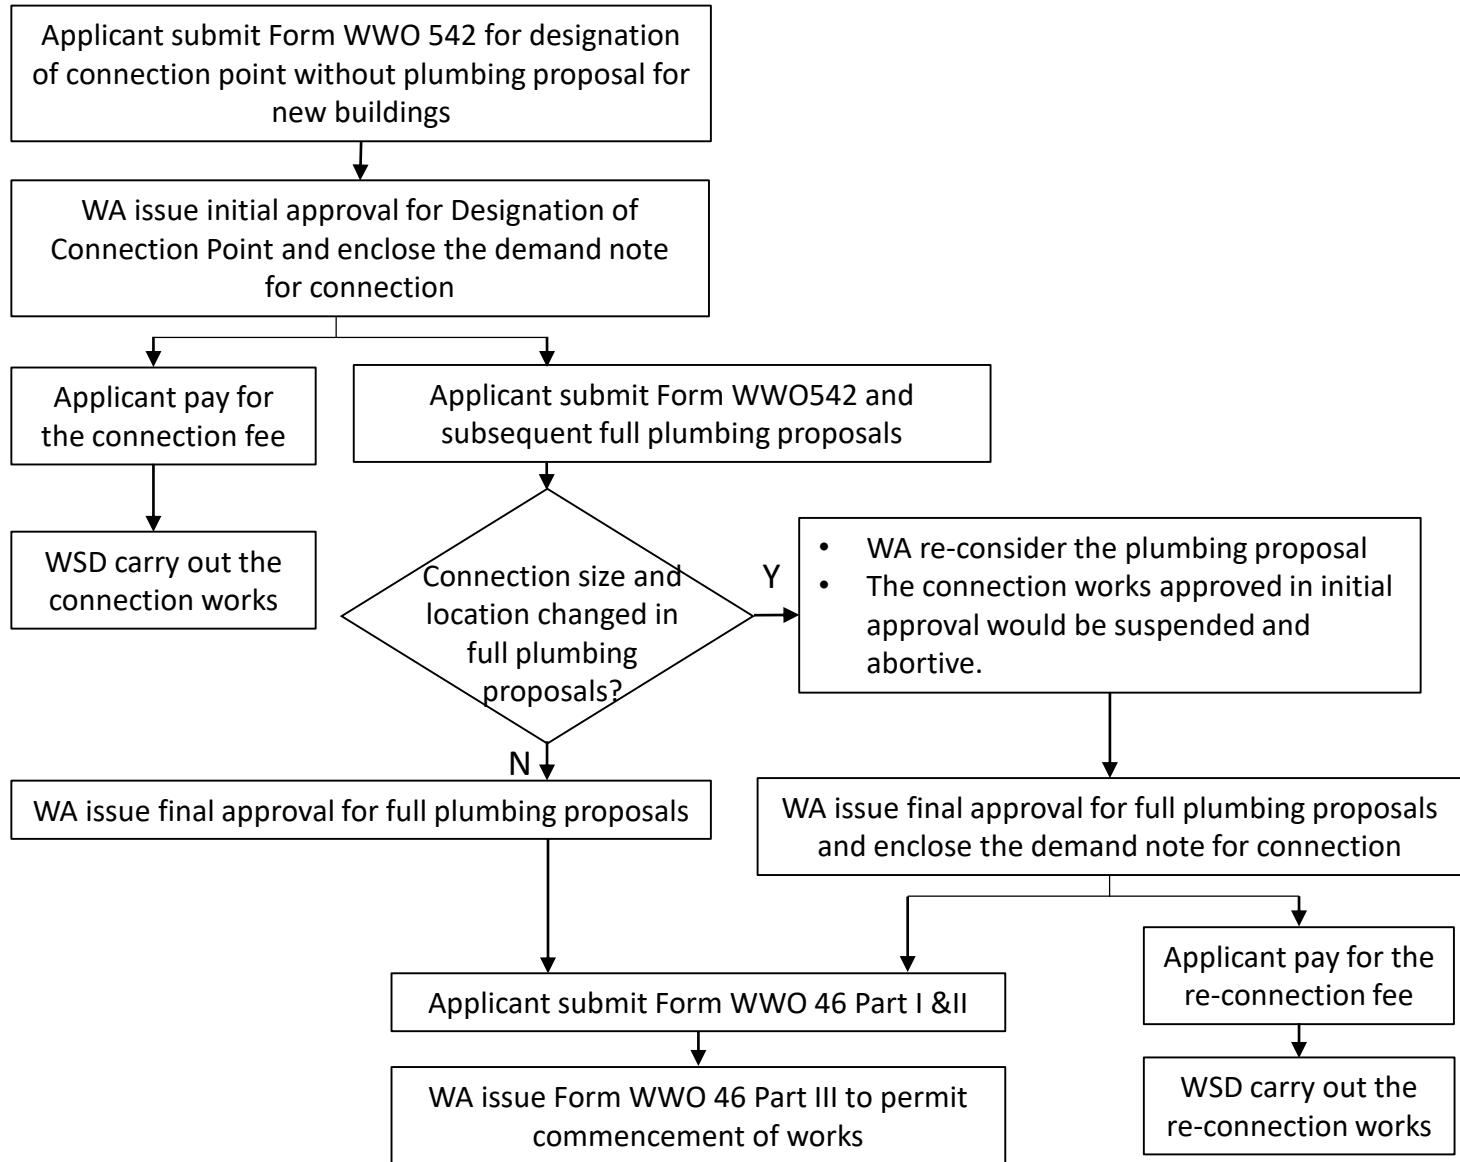 Applicant submit Form WWO 542 for designation
of connection point without plumbing proposal for
new buildings
WA issue initial approval for Designation of
Connection Point and enclose the demand note
for connection
Applicant pay for
the connection fee
Applicant submit Form WWO542 and
subsequent full plumbing proposals
WSD carry out the
connection works
Connection size and
location changed in
full plumbing
proposals?
Y
• WA re-consider the plumbing proposal
• The connection works approved in initial
approval would be suspended and
abortive.
N
WA issue final approval for full plumbing proposals
WA issue final approval for full plumbing proposals
and enclose the demand note for connection
Applicant submit Form WWO 46 Part I &II
Applicant pay for the
re-connection fee
WA issue Form WWO 46 Part III to permit
commencement of works
WSD carry out the
re-connection works